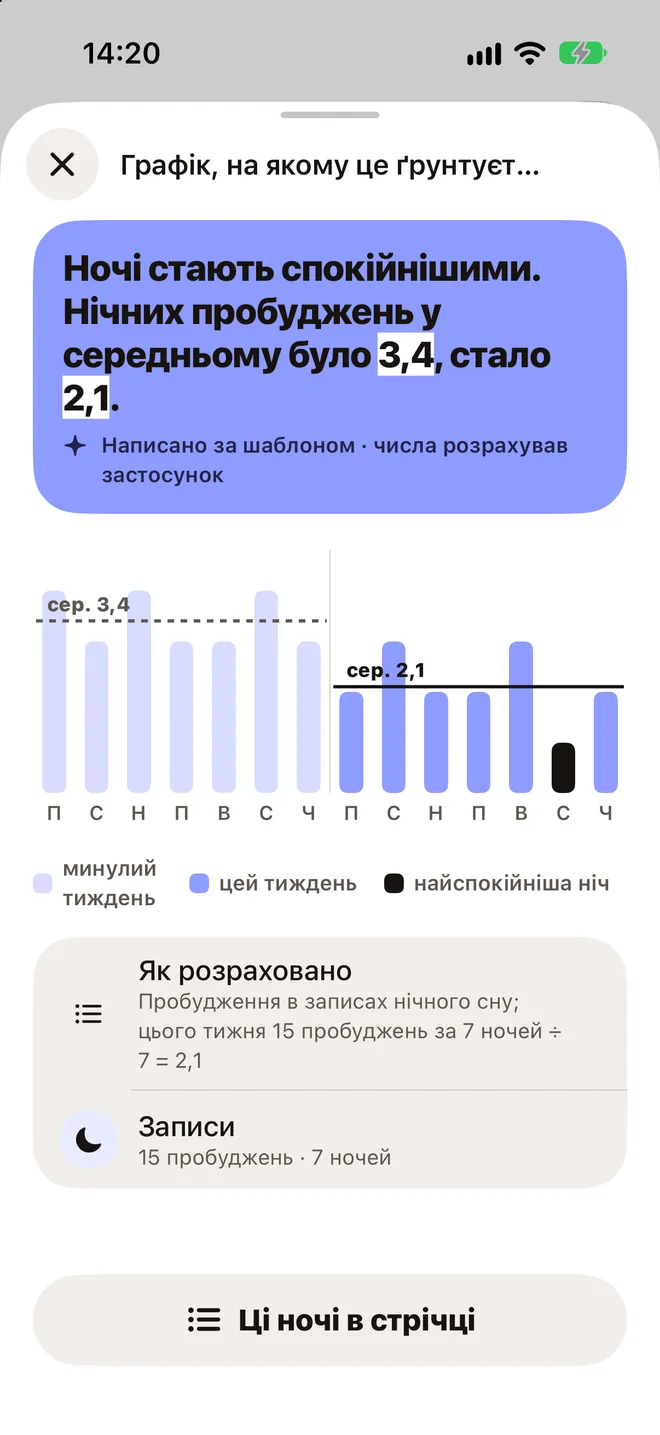 14:20
Графік, на якому це ґрунтуєт...
Ночі стають спокійнішими.
Нічних пробуджень у
середньому було 3,4, стало
2,1.
Написано за шаблоном · числа розрахував
застосунок
сер. 3,4
сер. 2,1
П С Н П В С Ч П С Н П В С Ч
минулий
тиждень
цей тиждень
найспокійніша ніч
Як розраховано
Пробудження в записах нічного сну;
цього тижня 15 пробуджень за 7 ночей ÷
7 = 2,1
Записи
15 пробуджень · 7 ночей
Ці ночі в стрічці